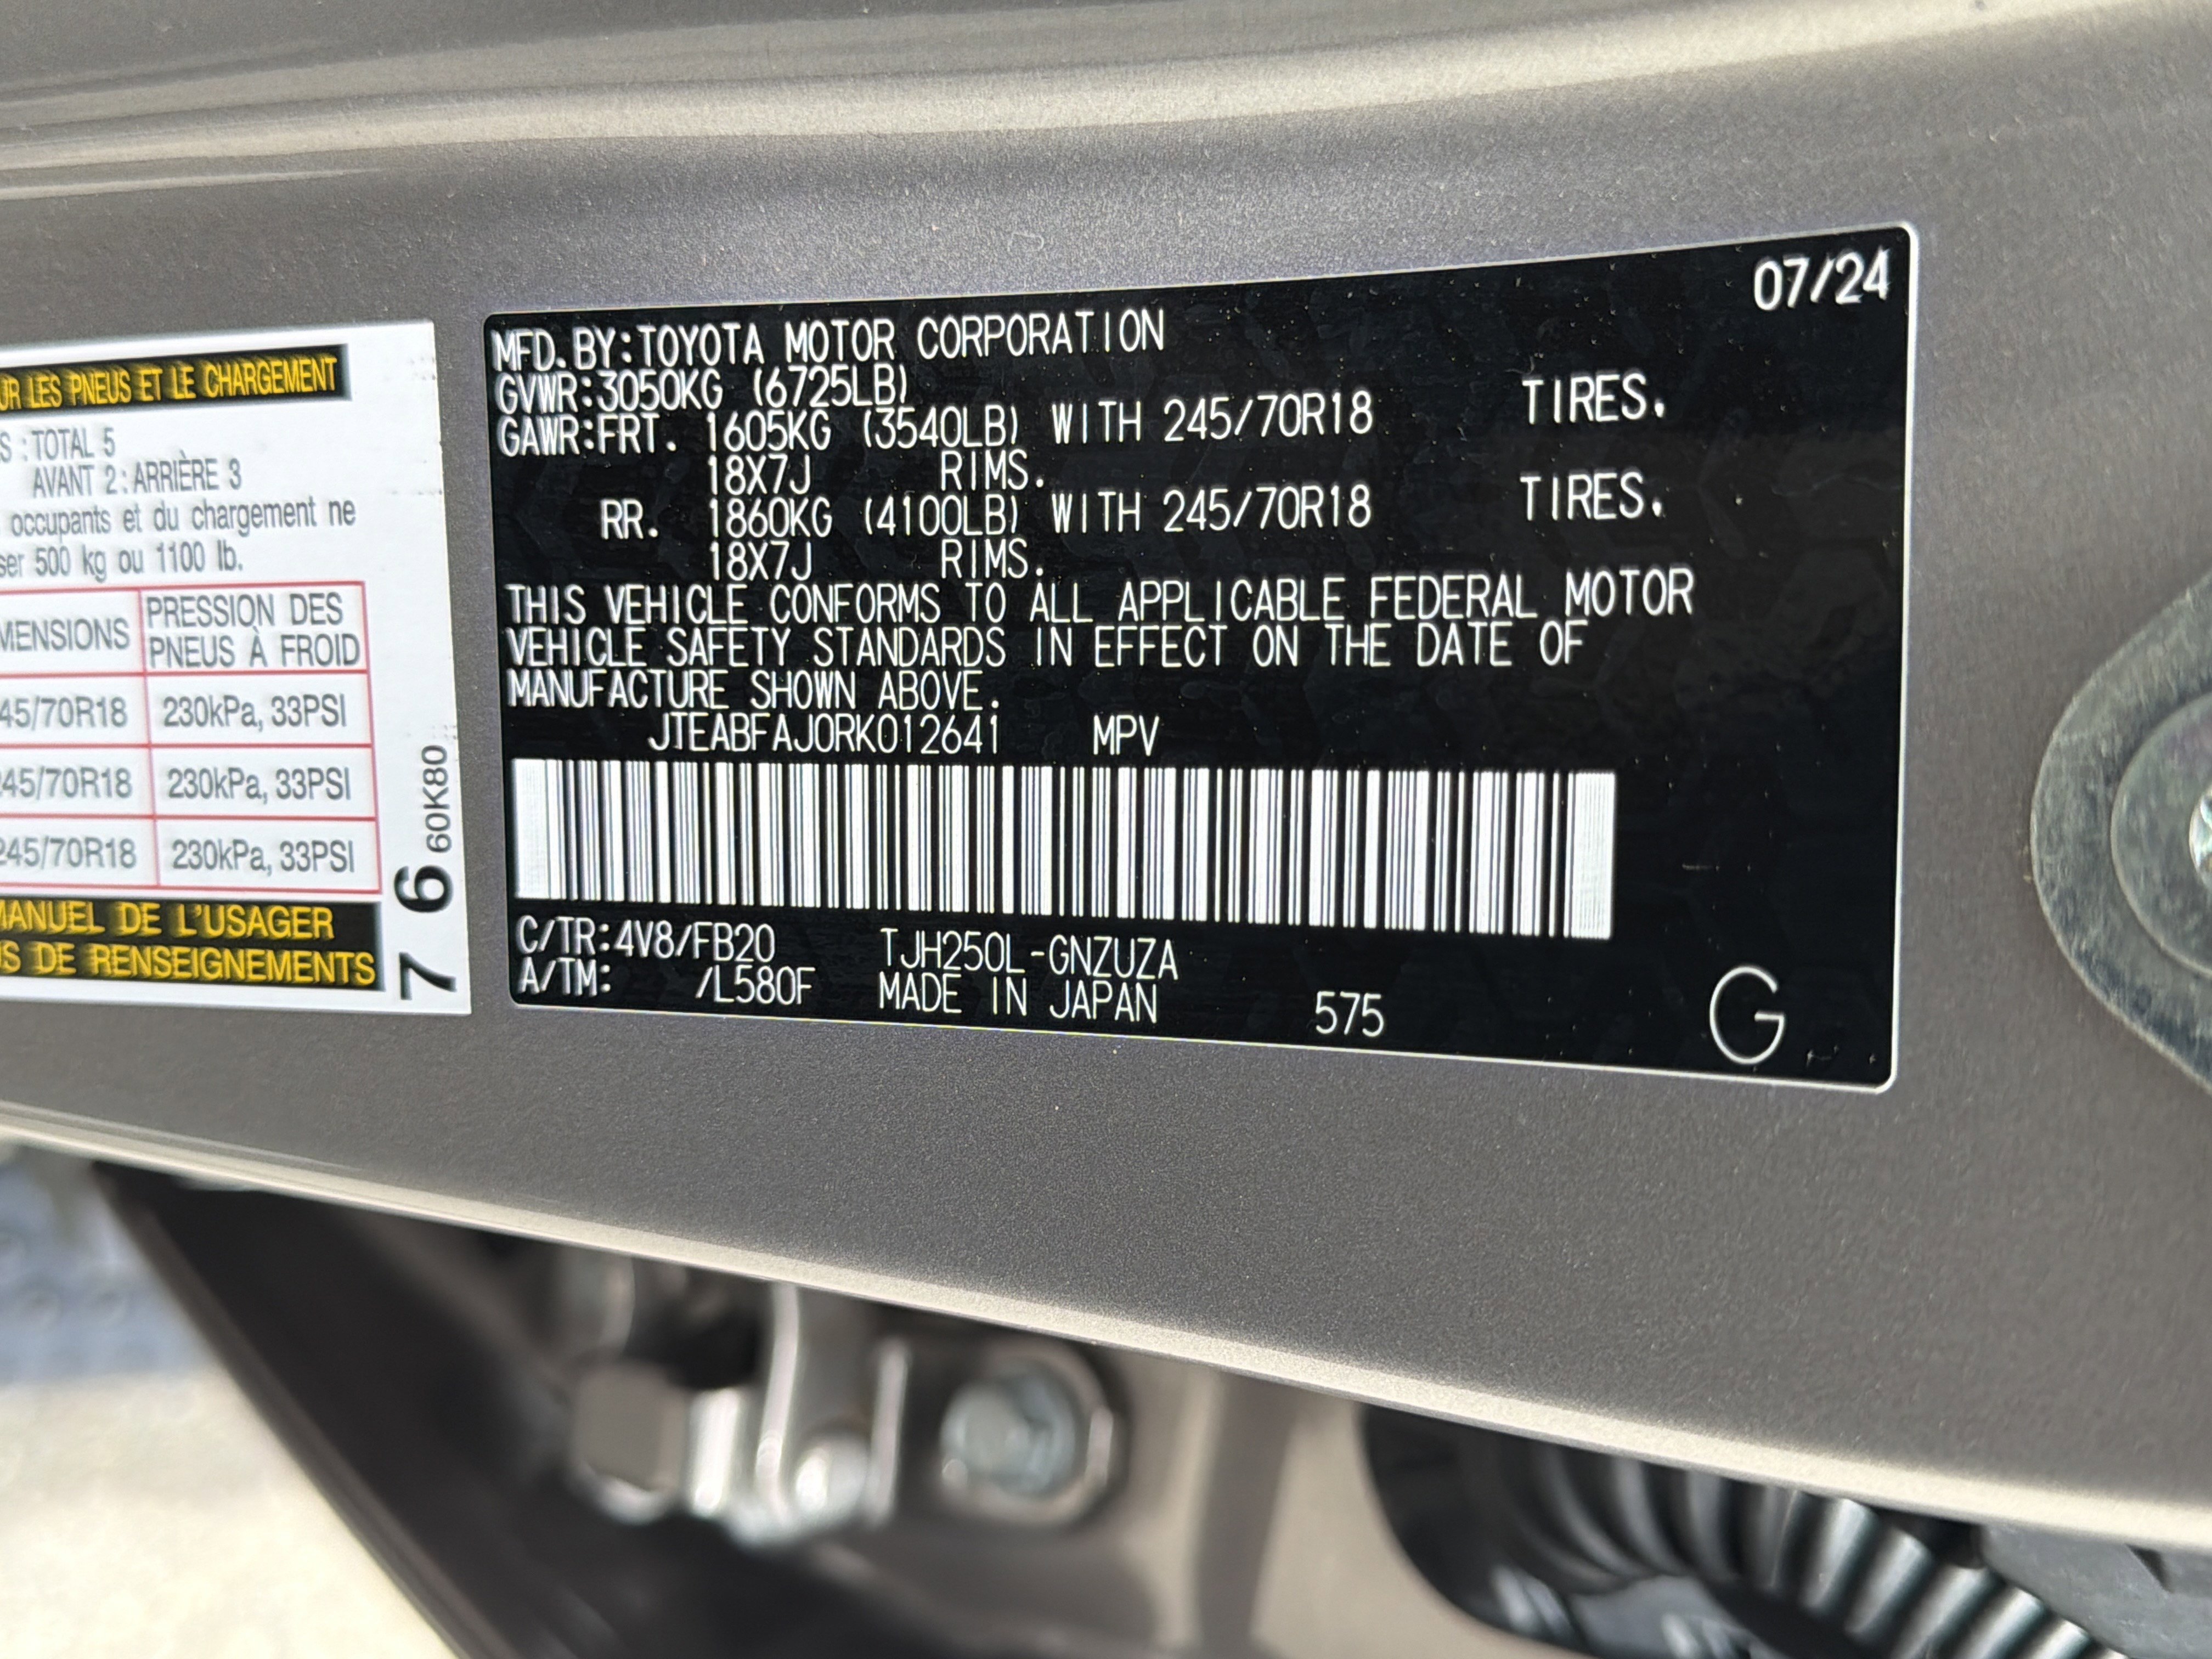 UR LES PNEUS ET LE CHARGEMENT
S : TOTAL 5
AVANT 2 : ARRIÈRE 3
occupants et du chargement ne
ser 500 kg ou 1100 lb.
MENSIONS PRESSION DES
PNEUS À FROID
45/70R18 230kPa, 33PSI
245/70R18 230kPa, 33PSI
245/70R18 230kPa, 33PSI
MANUEL DE L'USAGER
US DE RENSEIGNEMENTS
7 6 60K80
07/24
MFD. BY:TOYOTA MOTOR CORPORATION
GVWR:3050KG (6725LB)
GAWR:FRT. 1605KG (3540LB) WITH 245/70R18 TIRES.
18X7J RIMS.
RR. 1860KG (4100LB) WITH 245/70R18 TIRES.
18X7J RIMS.
THIS VEHICLE CONFORMS TO ALL APPLICABLE FEDERAL MOTOR
VEHICLE SAFETY STANDARDS IN EFFECT ON THE DATE OF
MANUFACTURE SHOWN ABOVE.
JTEABFAJ0RK012641 MPV
C/TR:4V8/FB20 TJH250L-GNZUZA
A/TM: /L580F MADE IN JAPAN 575 G